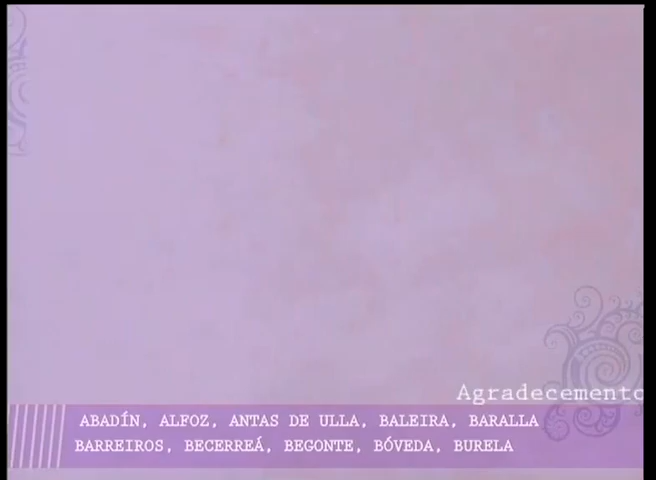 Agradecemento
ABADÍN, ALFOZ, ANTAS DE ULLA, BALEIRA, BARALLA
BARREIROS, BECERREÁ, BEGONTE, BÓVEDA, BURELA